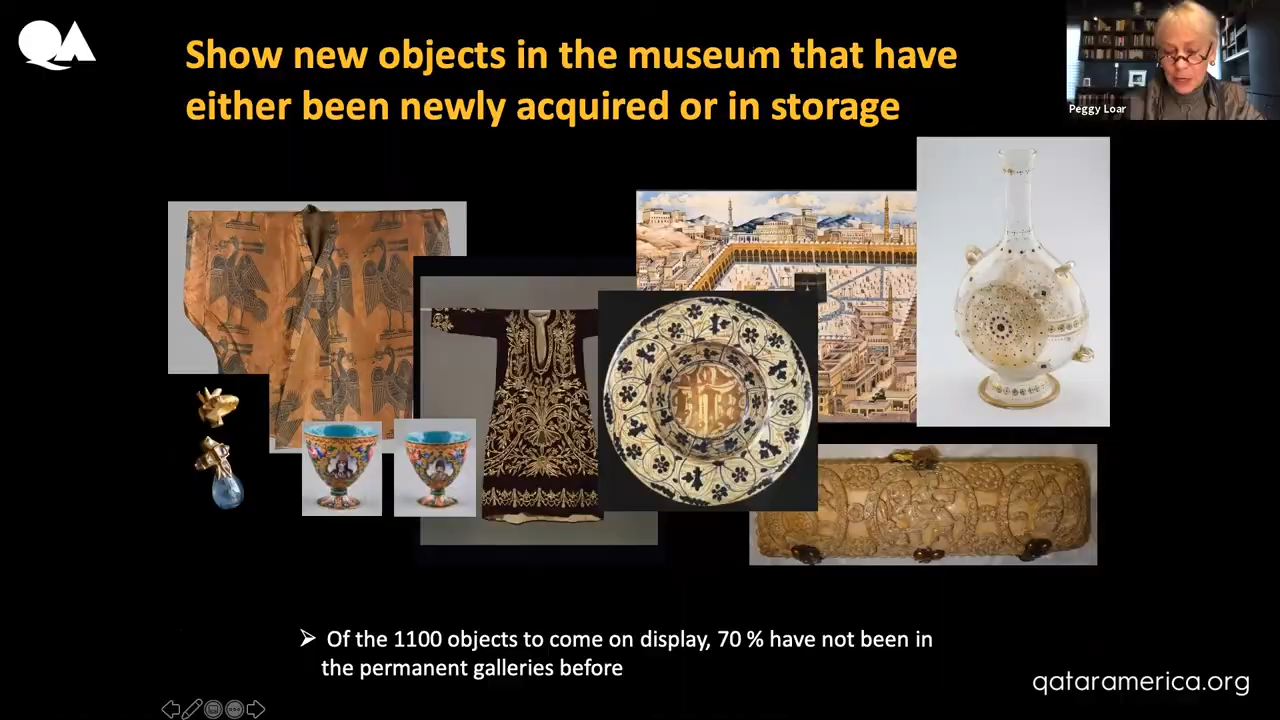 QA
Show new objects in the museum that have
either been newly acquired or in storage
Peggy Loar
➢ Of the 1100 objects to come on display, 70 % have not been in
the permanent galleries before
qataramerica.org